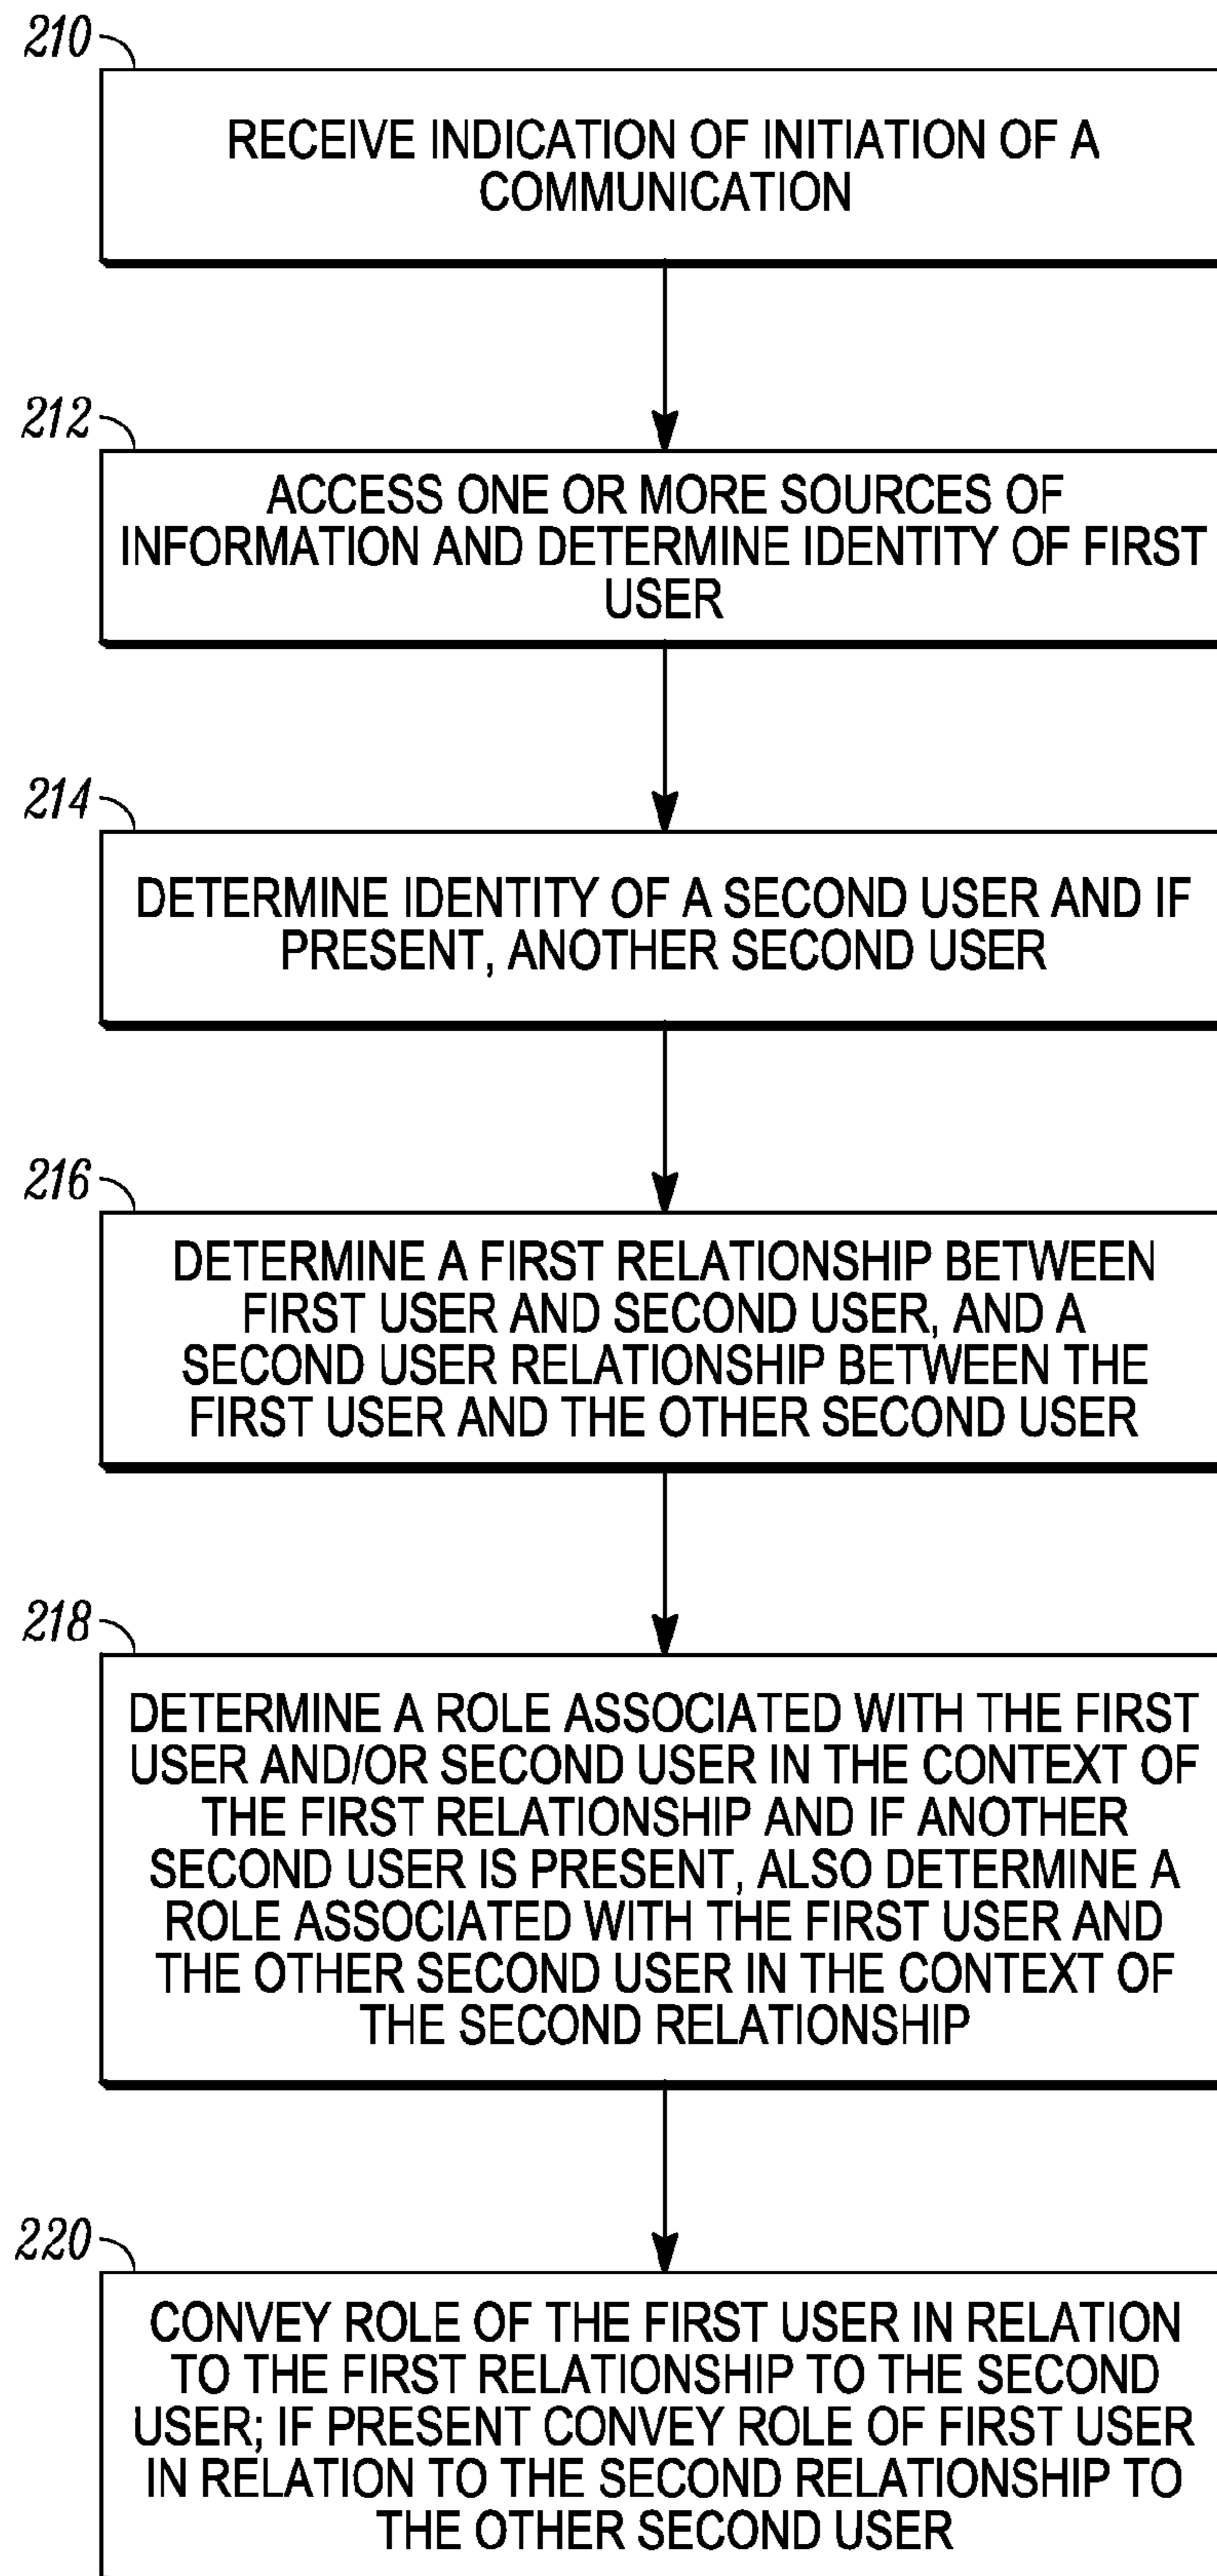 210
RECEIVE INDICATION OF INITIATION OF A
COMMUNICATION
212
ACCESS ONE OR MORE SOURCES OF
INFORMATION AND DETERMINE IDENTITY OF FIRST
USER
214
DETERMINE IDENTITY OF A SECOND USER AND IF
PRESENT, ANOTHER SECOND USER
216
DETERMINE A FIRST RELATIONSHIP BETWEEN
FIRST USER AND SECOND USER, AND A
SECOND USER RELATIONSHIP BETWEEN THE
FIRST USER AND THE OTHER SECOND USER
218
DETERMINE A ROLE ASSOCIATED WITH THE FIRST
USER AND/OR SECOND USER IN THE CONTEXT OF
THE FIRST RELATIONSHIP AND IF ANOTHER
SECOND USER IS PRESENT, ALSO DETERMINE A
ROLE ASSOCIATED WITH THE FIRST USER AND
THE OTHER SECOND USER IN THE CONTEXT OF
THE SECOND RELATIONSHIP
220
CONVEY ROLE OF THE FIRST USER IN RELATION
TO THE FIRST RELATIONSHIP TO THE SECOND
USER; IF PRESENT CONVEY ROLE OF FIRST USER
IN RELATION TO THE SECOND RELATIONSHIP TO
THE OTHER SECOND USER